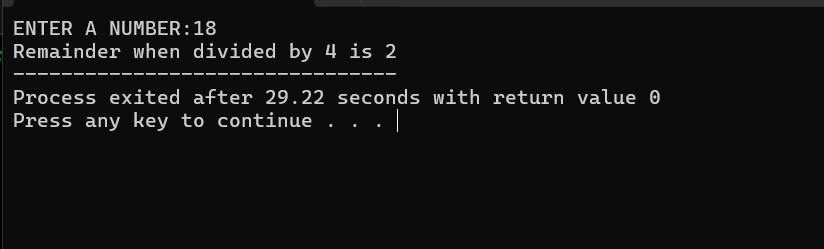 ENTER A NUMBER:18
Remainder when divided by 4 is 2
--------------------------------
Process exited after 29.22 seconds with return value 0
Press any key to continue . . .